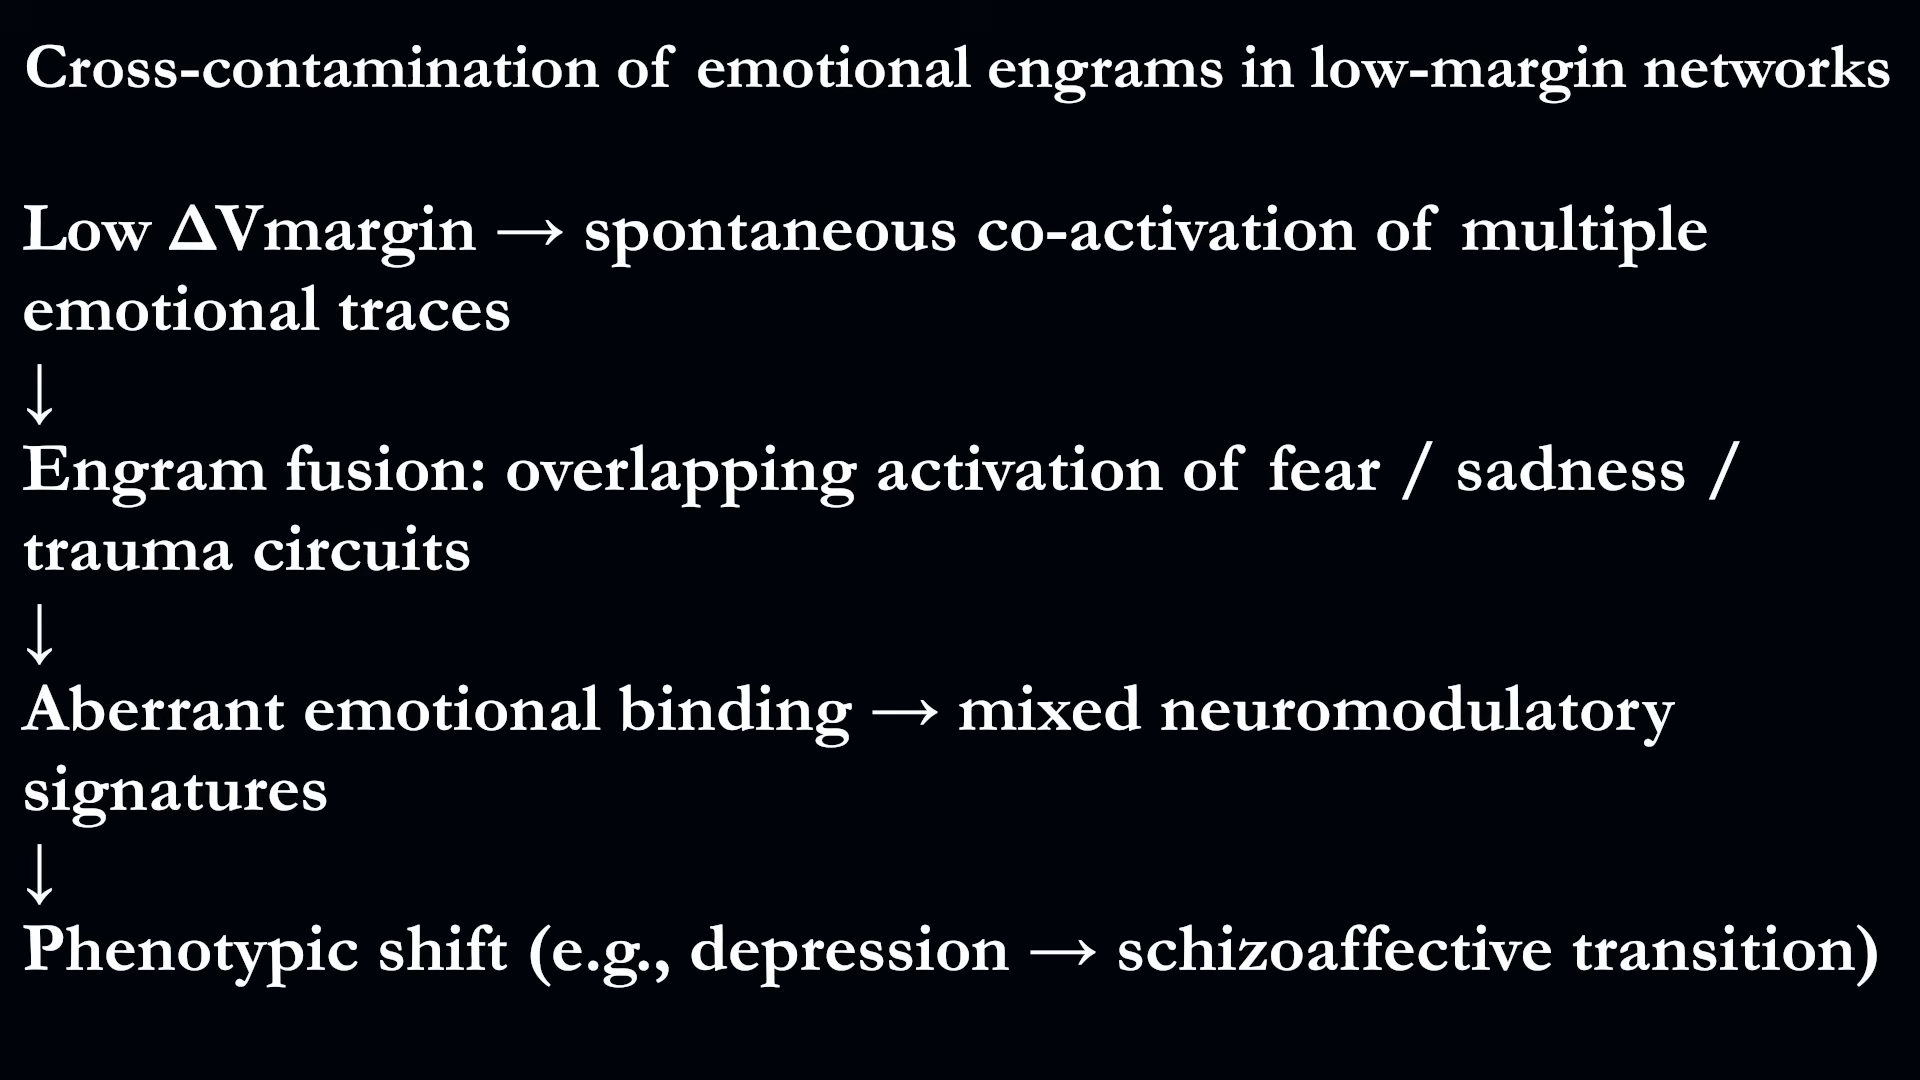 Cross-contamination of emotional engrams in low-margin networks
Low ΔVmargin → spontaneous co-activation of multiple
emotional traces
↓
Engram fusion: overlapping activation of fear / sadness /
trauma circuits
↓
Aberrant emotional binding → mixed neuromodulatory
signatures
↓
Phenotypic shift (e.g., depression → schizoaffective transition)